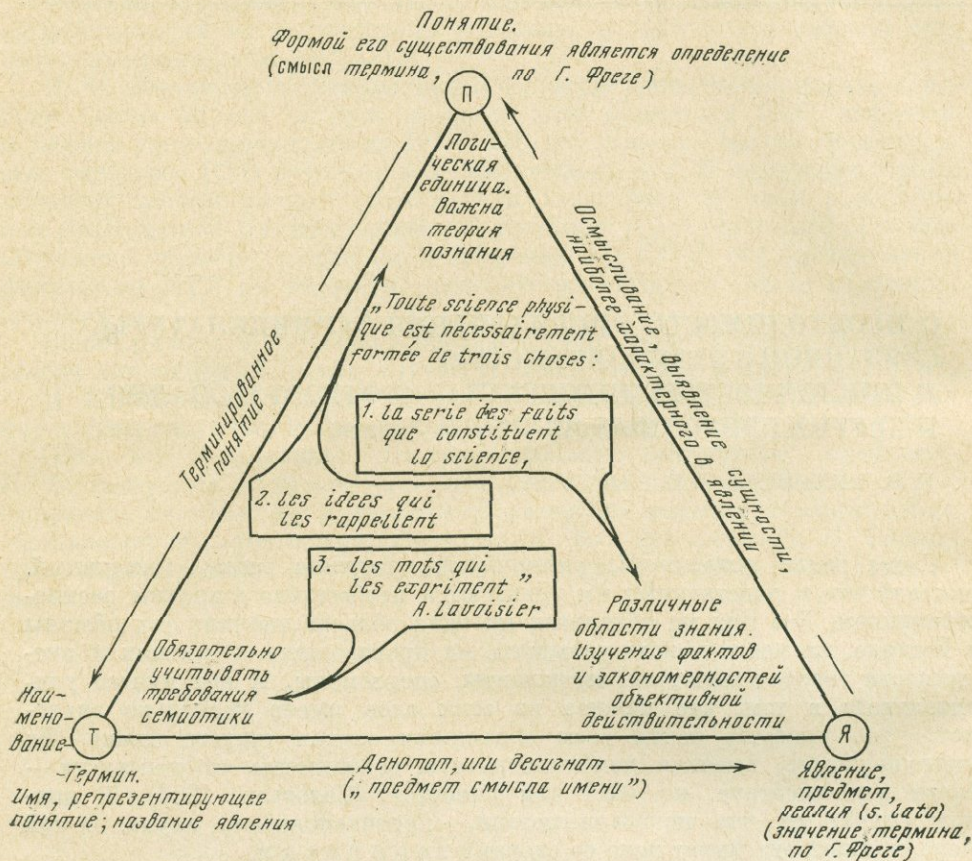 Понятие.
Формой его существования является определение
(смысл термина, по Г. Фреге)
П
Логи-
ческая
единица.
Важна
теория
познания
Осмысливание, выявление сущности,
наиболее характерного в явлении
Терминированное
понятие
„Toute science physi-
que est nécessairement
formée de trois choses:
1. la serie des fuits
que constituent
la science,
2. les idees qui
les rappellent
3. les mots qui
les expriment”
A. Lavoisier
Обязательно
учитывать
требования
семиотики
Различные
области знания.
Изучение фактов
и закономерностей
объективной
действительности
Наи-
мено-
вание
Т
Я
-Термин.
Имя, репрезентирующее
понятие; название явления
Денотат, или десигнат
(„предмет смысла имени”)
Явление,
предмет,
реалия (s. lato)
(значение термина,
по Г. Фреге)